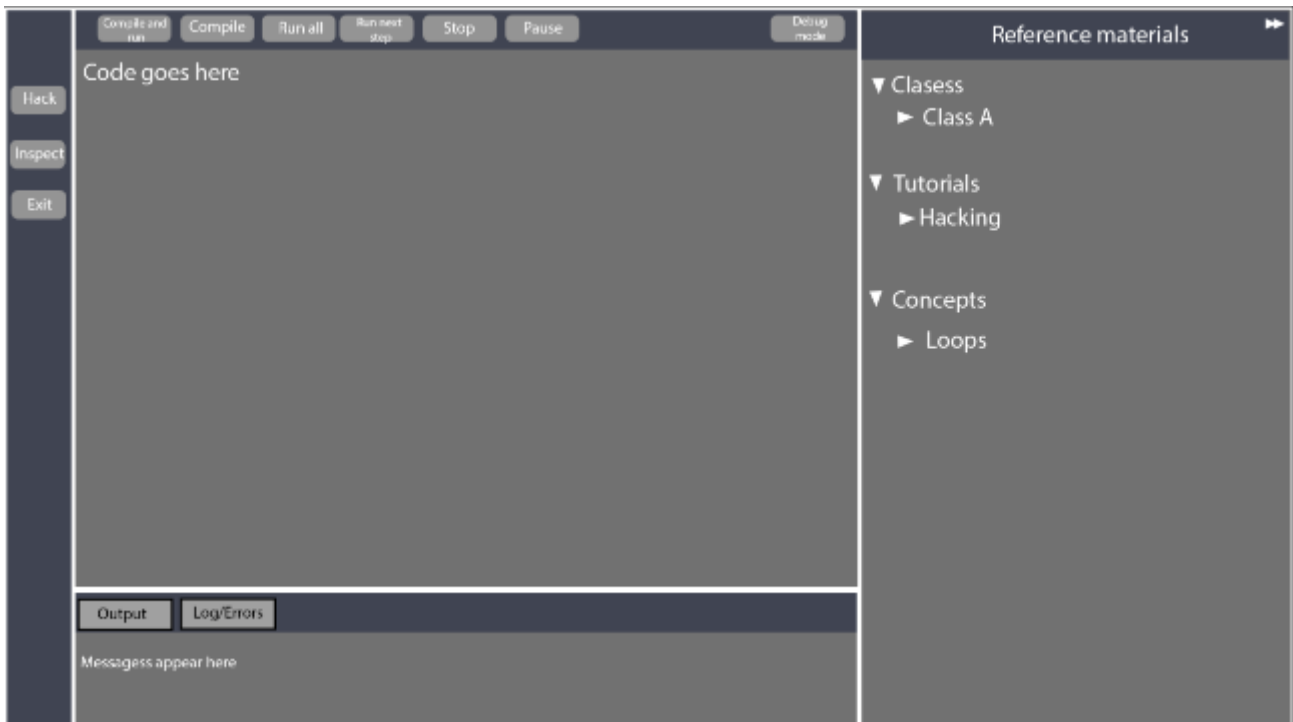 Compile and
run
Compile
Run all
Run next
step
Stop
Pause
Debug
mode
Hack
Inspect
Exit
Code goes here
Output
Log/Errors
Messagess appear here
Reference materials
Clasess
Class A
Tutorials
Hacking
Concepts
Loops